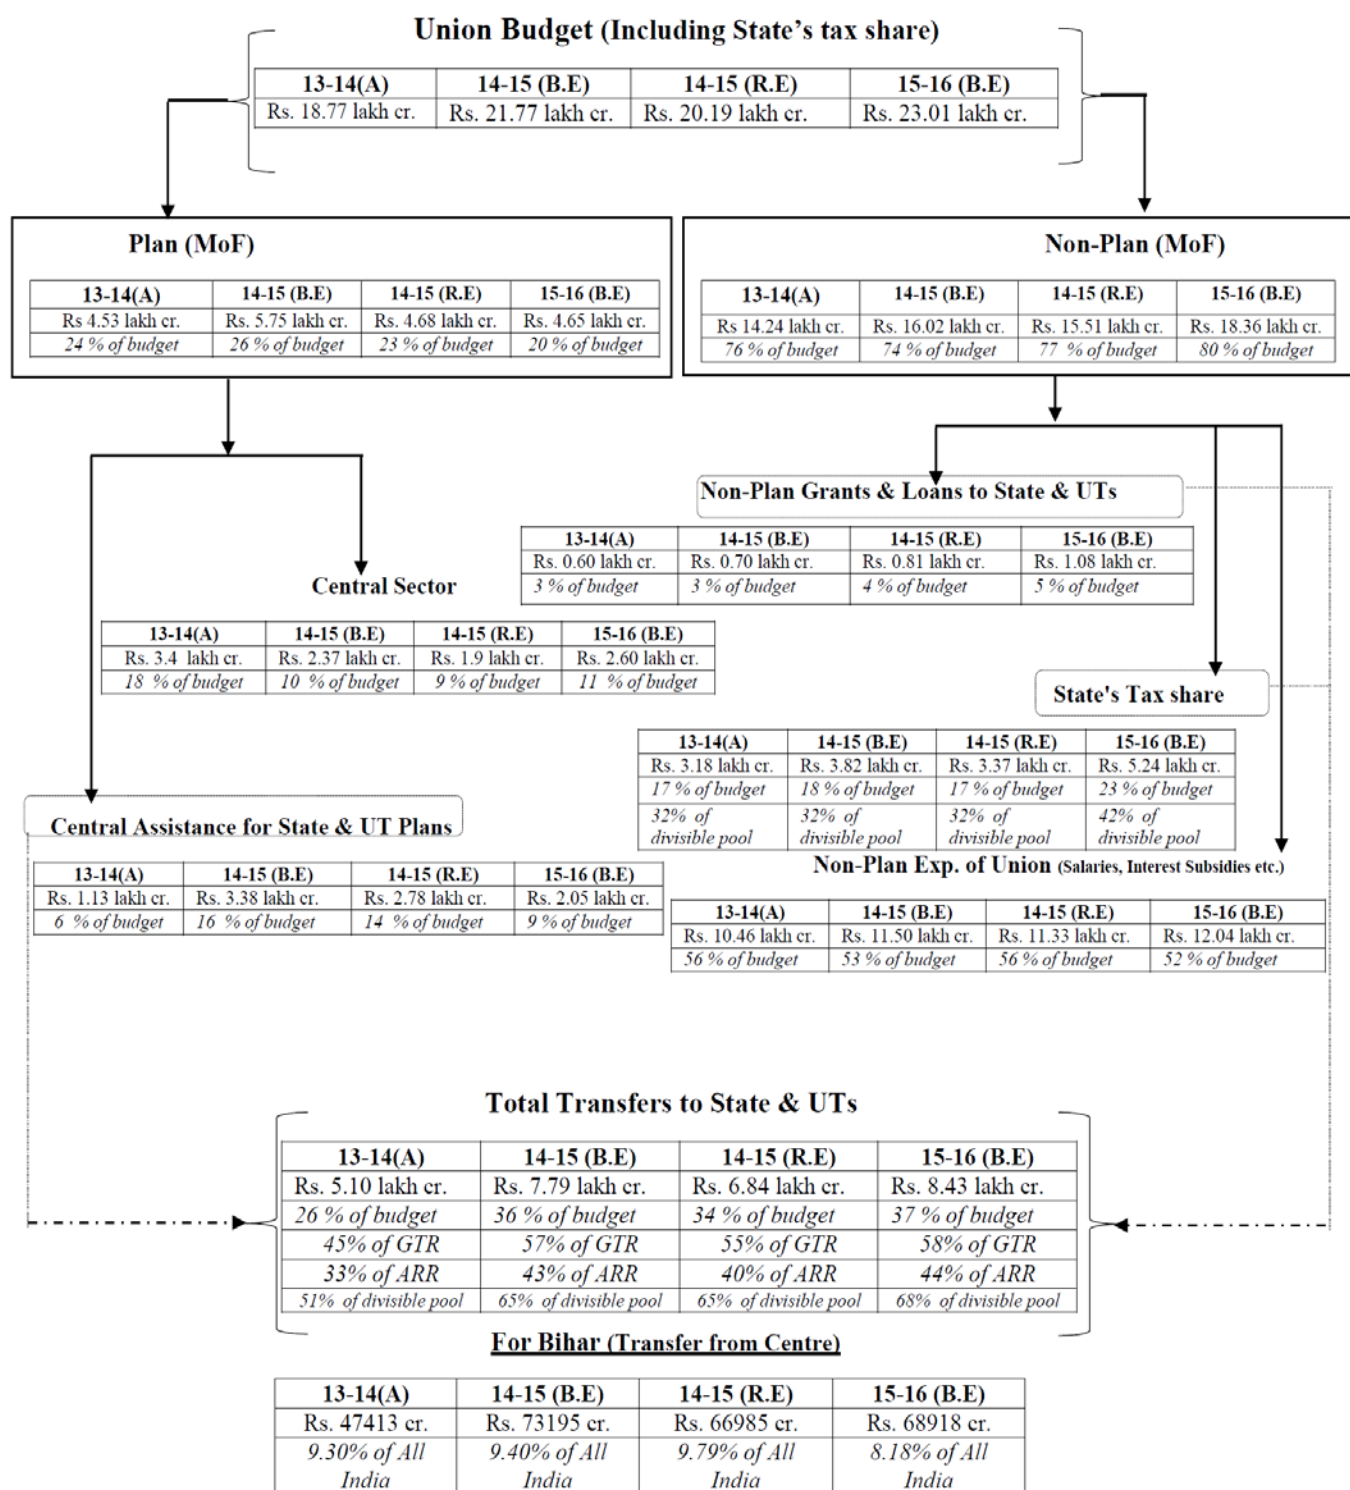 Union Budget (Including State's tax share)
13-14(A) 14-15 (B.E) 14-15 (R.E) 15-16 (B.E)
Rs. 18.77 lakh cr. Rs. 21.77 lakh cr. Rs. 20.19 lakh cr. Rs. 23.01 lakh cr.
Plan (MoF)
13-14(A) 14-15 (B.E) 14-15 (R.E) 15-16 (B.E)
Rs 4.53 lakh cr. Rs. 5.75 lakh cr. Rs. 4.68 lakh cr. Rs. 4.65 lakh cr.
24 % of budget 26 % of budget 23 % of budget 20 % of budget
Non-Plan (MoF)
13-14(A) 14-15 (B.E) 14-15 (R.E) 15-16 (B.E)
Rs 14.24 lakh cr. Rs. 16.02 lakh cr. Rs. 15.51 lakh cr. Rs. 18.36 lakh cr.
76 % of budget 74 % of budget 77 % of budget 80 % of budget
Non-Plan Grants & Loans to State & UTs
13-14(A) 14-15 (B.E) 14-15 (R.E) 15-16 (B.E)
Rs. 0.60 lakh cr. Rs. 0.70 lakh cr. Rs. 0.81 lakh cr. Rs. 1.08 lakh cr.
3 % of budget 3 % of budget 4 % of budget 5 % of budget
Central Sector
13-14(A) 14-15 (B.E) 14-15 (R.E) 15-16 (B.E)
Rs. 3.4 lakh cr. Rs. 2.37 lakh cr. Rs. 1.9 lakh cr. Rs. 2.60 lakh cr.
18 % of budget 10 % of budget 9 % of budget 11 % of budget
State's Tax share
13-14(A) 14-15 (B.E) 14-15 (R.E) 15-16 (B.E)
Rs. 3.18 lakh cr. Rs. 3.82 lakh cr. Rs. 3.37 lakh cr. Rs. 5.24 lakh cr.
17 % of budget 18 % of budget 17 % of budget 23 % of budget
32% of 32% of 32% of 42% of
divisible pool divisible pool divisible pool divisible pool
Central Assistance for State & UT Plans
13-14(A) 14-15 (B.E) 14-15 (R.E) 15-16 (B.E)
Rs. 1.13 lakh cr. Rs. 3.38 lakh cr. Rs. 2.78 lakh cr. Rs. 2.05 lakh cr.
6 % of budget 16 % of budget 14 % of budget 9 % of budget
Non-Plan Exp. of Union (Salaries, Interest Subsidies etc.)
13-14(A) 14-15 (B.E) 14-15 (R.E) 15-16 (B.E)
Rs. 10.46 lakh cr. Rs. 11.50 lakh cr. Rs. 11.33 lakh cr. Rs. 12.04 lakh cr.
56 % of budget 53 % of budget 56 % of budget 52 % of budget
Total Transfers to State & UTs
13-14(A) 14-15 (B.E) 14-15 (R.E) 15-16 (B.E)
Rs. 5.10 lakh cr. Rs. 7.79 lakh cr. Rs. 6.84 lakh cr. Rs. 8.43 lakh cr.
26 % of budget 36 % of budget 34 % of budget 37 % of budget
45% of GTR 57% of GTR 55% of GTR 58% of GTR
33% of ARR 43% of ARR 40% of ARR 44% of ARR
51% of divisible pool 65% of divisible pool 65% of divisible pool 68% of divisible pool
For Bihar (Transfer from Centre)
13-14(A) 14-15 (B.E) 14-15 (R.E) 15-16 (B.E)
Rs. 47413 cr. Rs. 73195 cr. Rs. 66985 cr. Rs. 68918 cr.
9.30% of All 9.40% of All 9.79% of All 8.18% of All
India India India India